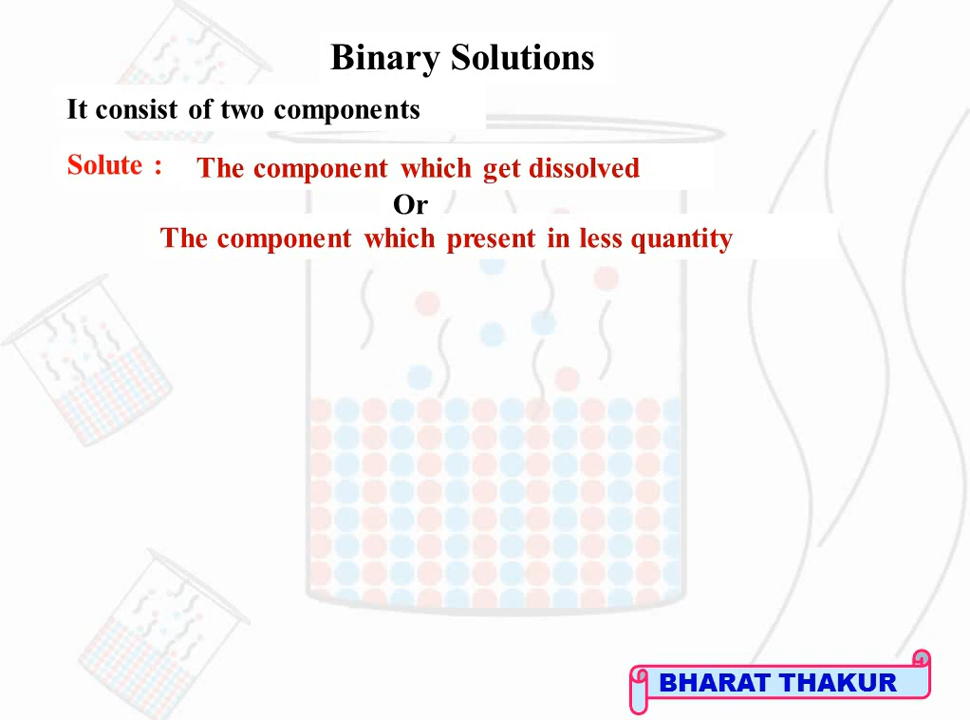 Binary Solutions
It consist of two components
Solute : The component which get dissolved
Or
The component which present in less quantity
BHARAT THAKUR